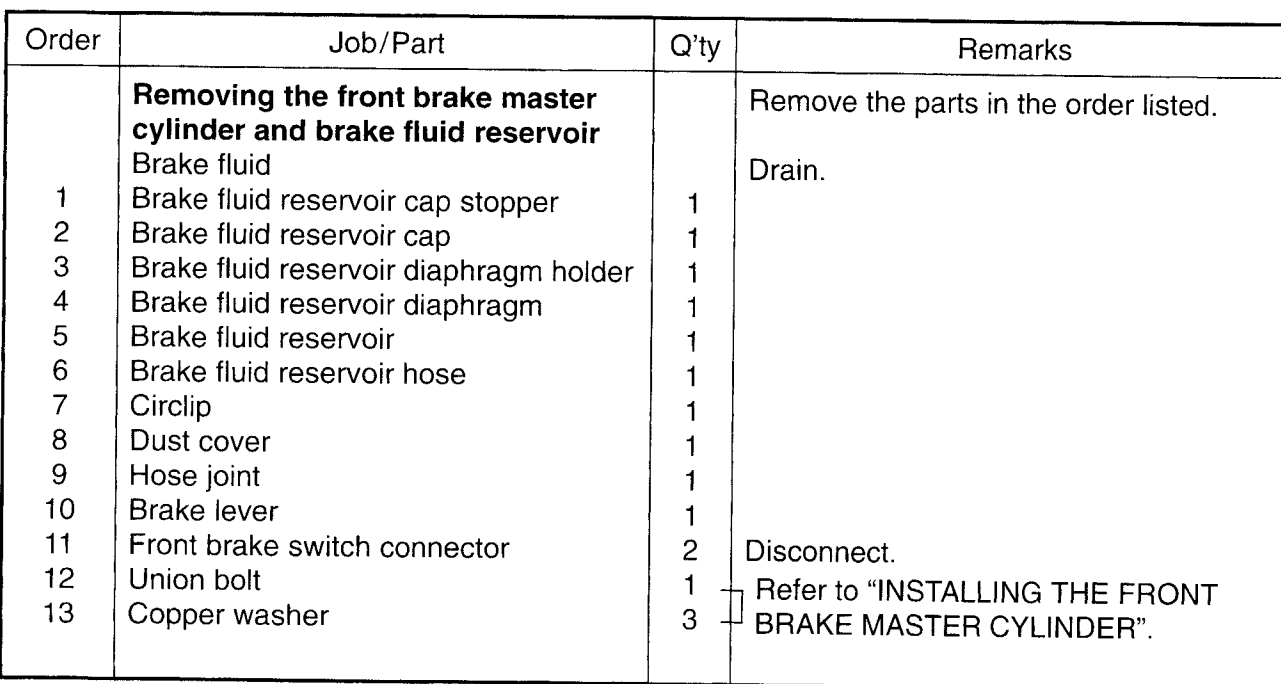 Order Job/Part Q'ty Remarks
Removing the front brake master Remove the parts in the order listed.
cylinder and brake fluid reservoir
Brake fluid Drain.
1 Brake fluid reservoir cap stopper 1
2 Brake fluid reservoir cap 1
3 Brake fluid reservoir diaphragm holder 1
4 Brake fluid reservoir diaphragm 1
5 Brake fluid reservoir 1
6 Brake fluid reservoir hose 1
7 Circlip 1
8 Dust cover 1
9 Hose joint 1
10 Brake lever 1
11 Front brake switch connector 2 Disconnect.
12 Union bolt 1 Refer to “INSTALLING THE FRONT
13 Copper washer 3 BRAKE MASTER CYLINDER”.